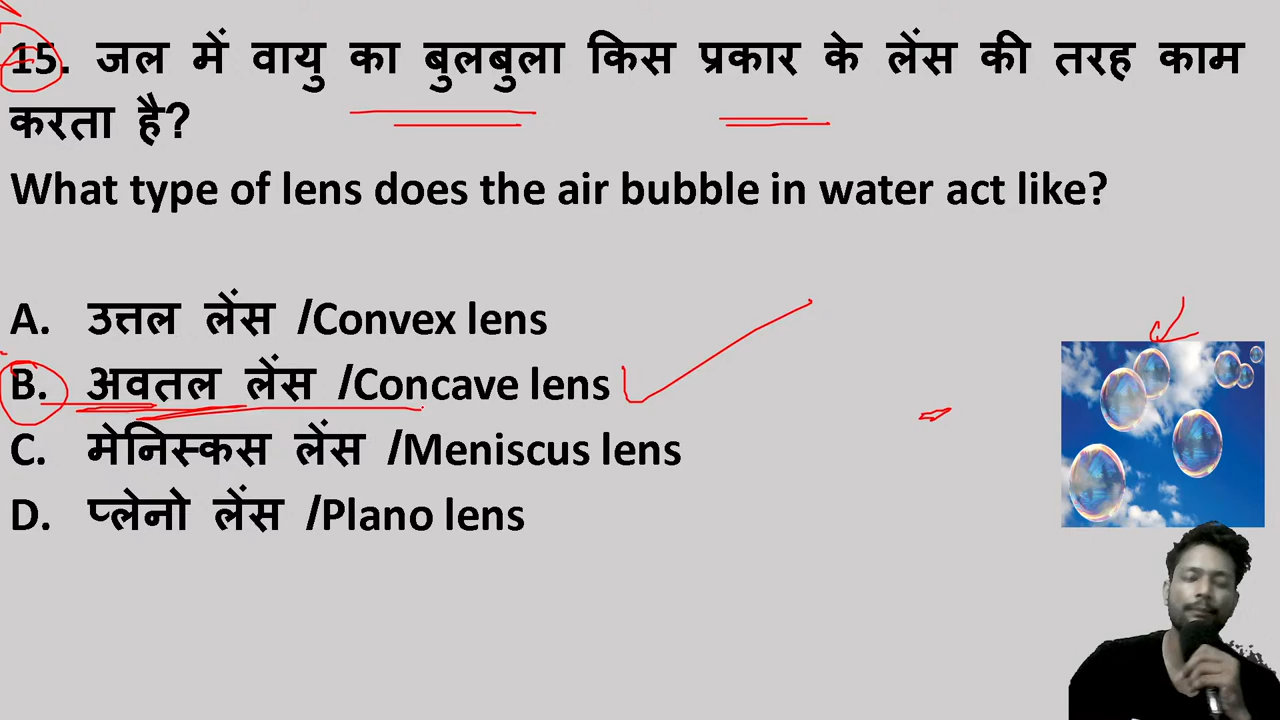 15. जल में वायु का बुलबुला किस प्रकार के लेंस की तरह काम
करता है?
What type of lens does the air bubble in water act like?
A. उत्तल लेंस /Convex lens
B. अवतल लेंस /Concave lens
C. मेनिस्कस लेंस /Meniscus lens
D. प्लेनो लेंस /Plano lens